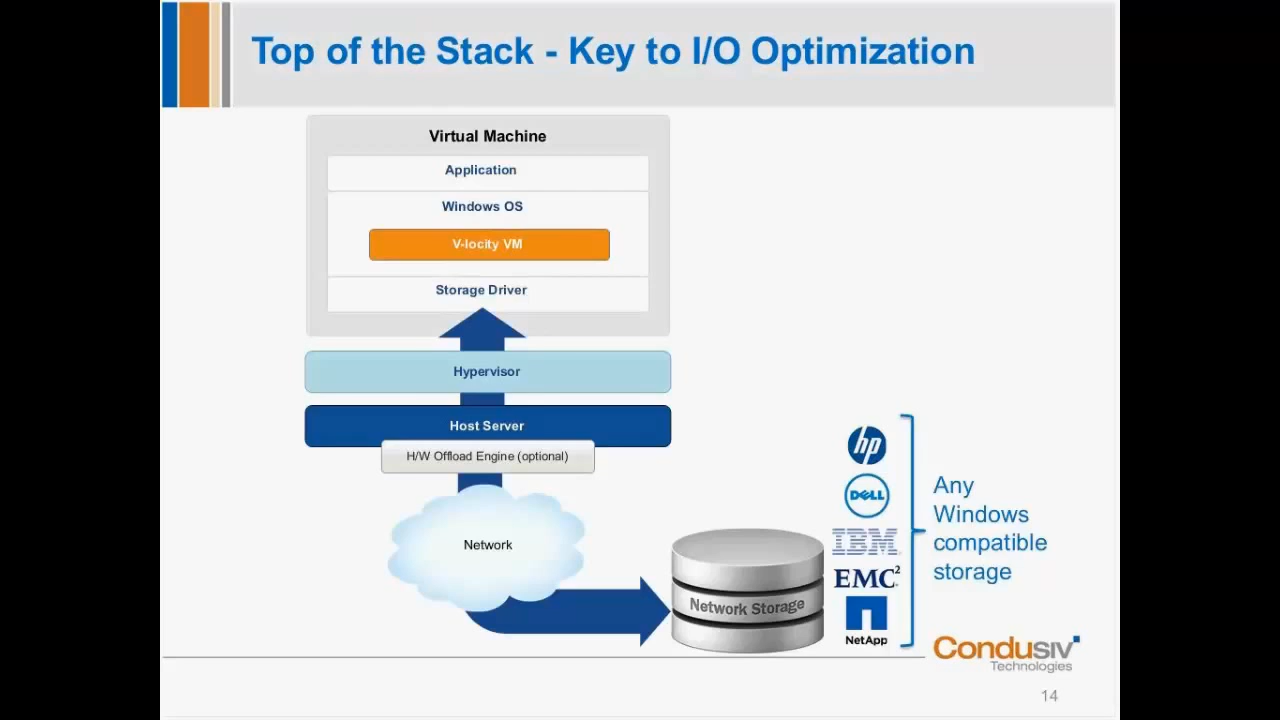 Top of the Stack - Key to I/O Optimization
Virtual Machine
Application
Windows OS
V-locity VM
Storage Driver
Hypervisor
Host Server
H/W Offload Engine (optional)
Network
Network Storage
hp
DELL
IBM
EMC²
NetApp
Any
Windows
compatible
storage
Condusiv
Technologies
14